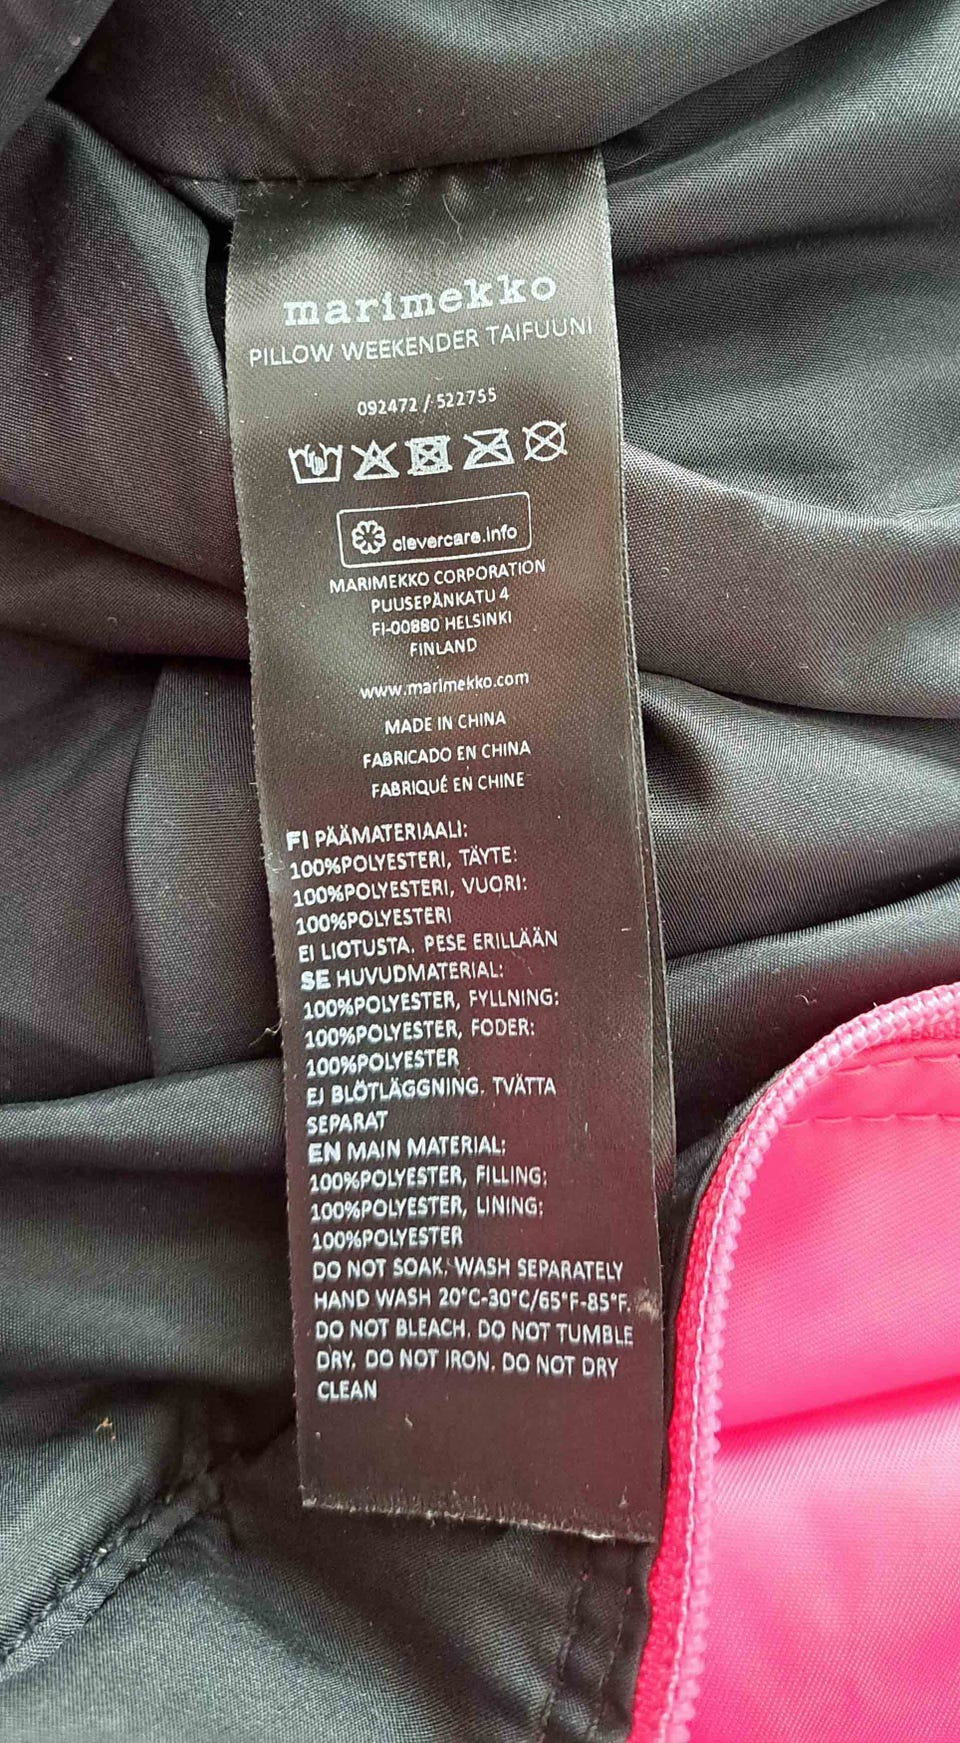 marimekko
PILLOW WEEKENDER TAIFUUNI
092472 / 522755
clevercare.info
MARIMEKKO CORPORATION
PUUSEPÄNKATU 4
FI-00880 HELSINKI
FINLAND
www.marimekko.com
MADE IN CHINA
FABRICADO EN CHINA
FABRIQUÉ EN CHINE
FI PÄÄMATERIAALI:
100%POLYESTERI, TÄYTE:
100%POLYESTERI, VUORI:
100%POLYESTERI
EI LIOTUSTA. PESE ERILLÄÄN
SE HUVUDMATERIAL:
100%POLYESTER, FYLLNING:
100%POLYESTER, FODER:
100%POLYESTER
EJ BLÖTLÄGGNING. TVÄTTA
SEPARAT
EN MAIN MATERIAL:
100%POLYESTER, FILLING:
100%POLYESTER, LINING:
100%POLYESTER
DO NOT SOAK. WASH SEPARATELY
HAND WASH 20°C-30°C/65°F-85°F.
DO NOT BLEACH. DO NOT TUMBLE
DRY. DO NOT IRON. DO NOT DRY
CLEAN